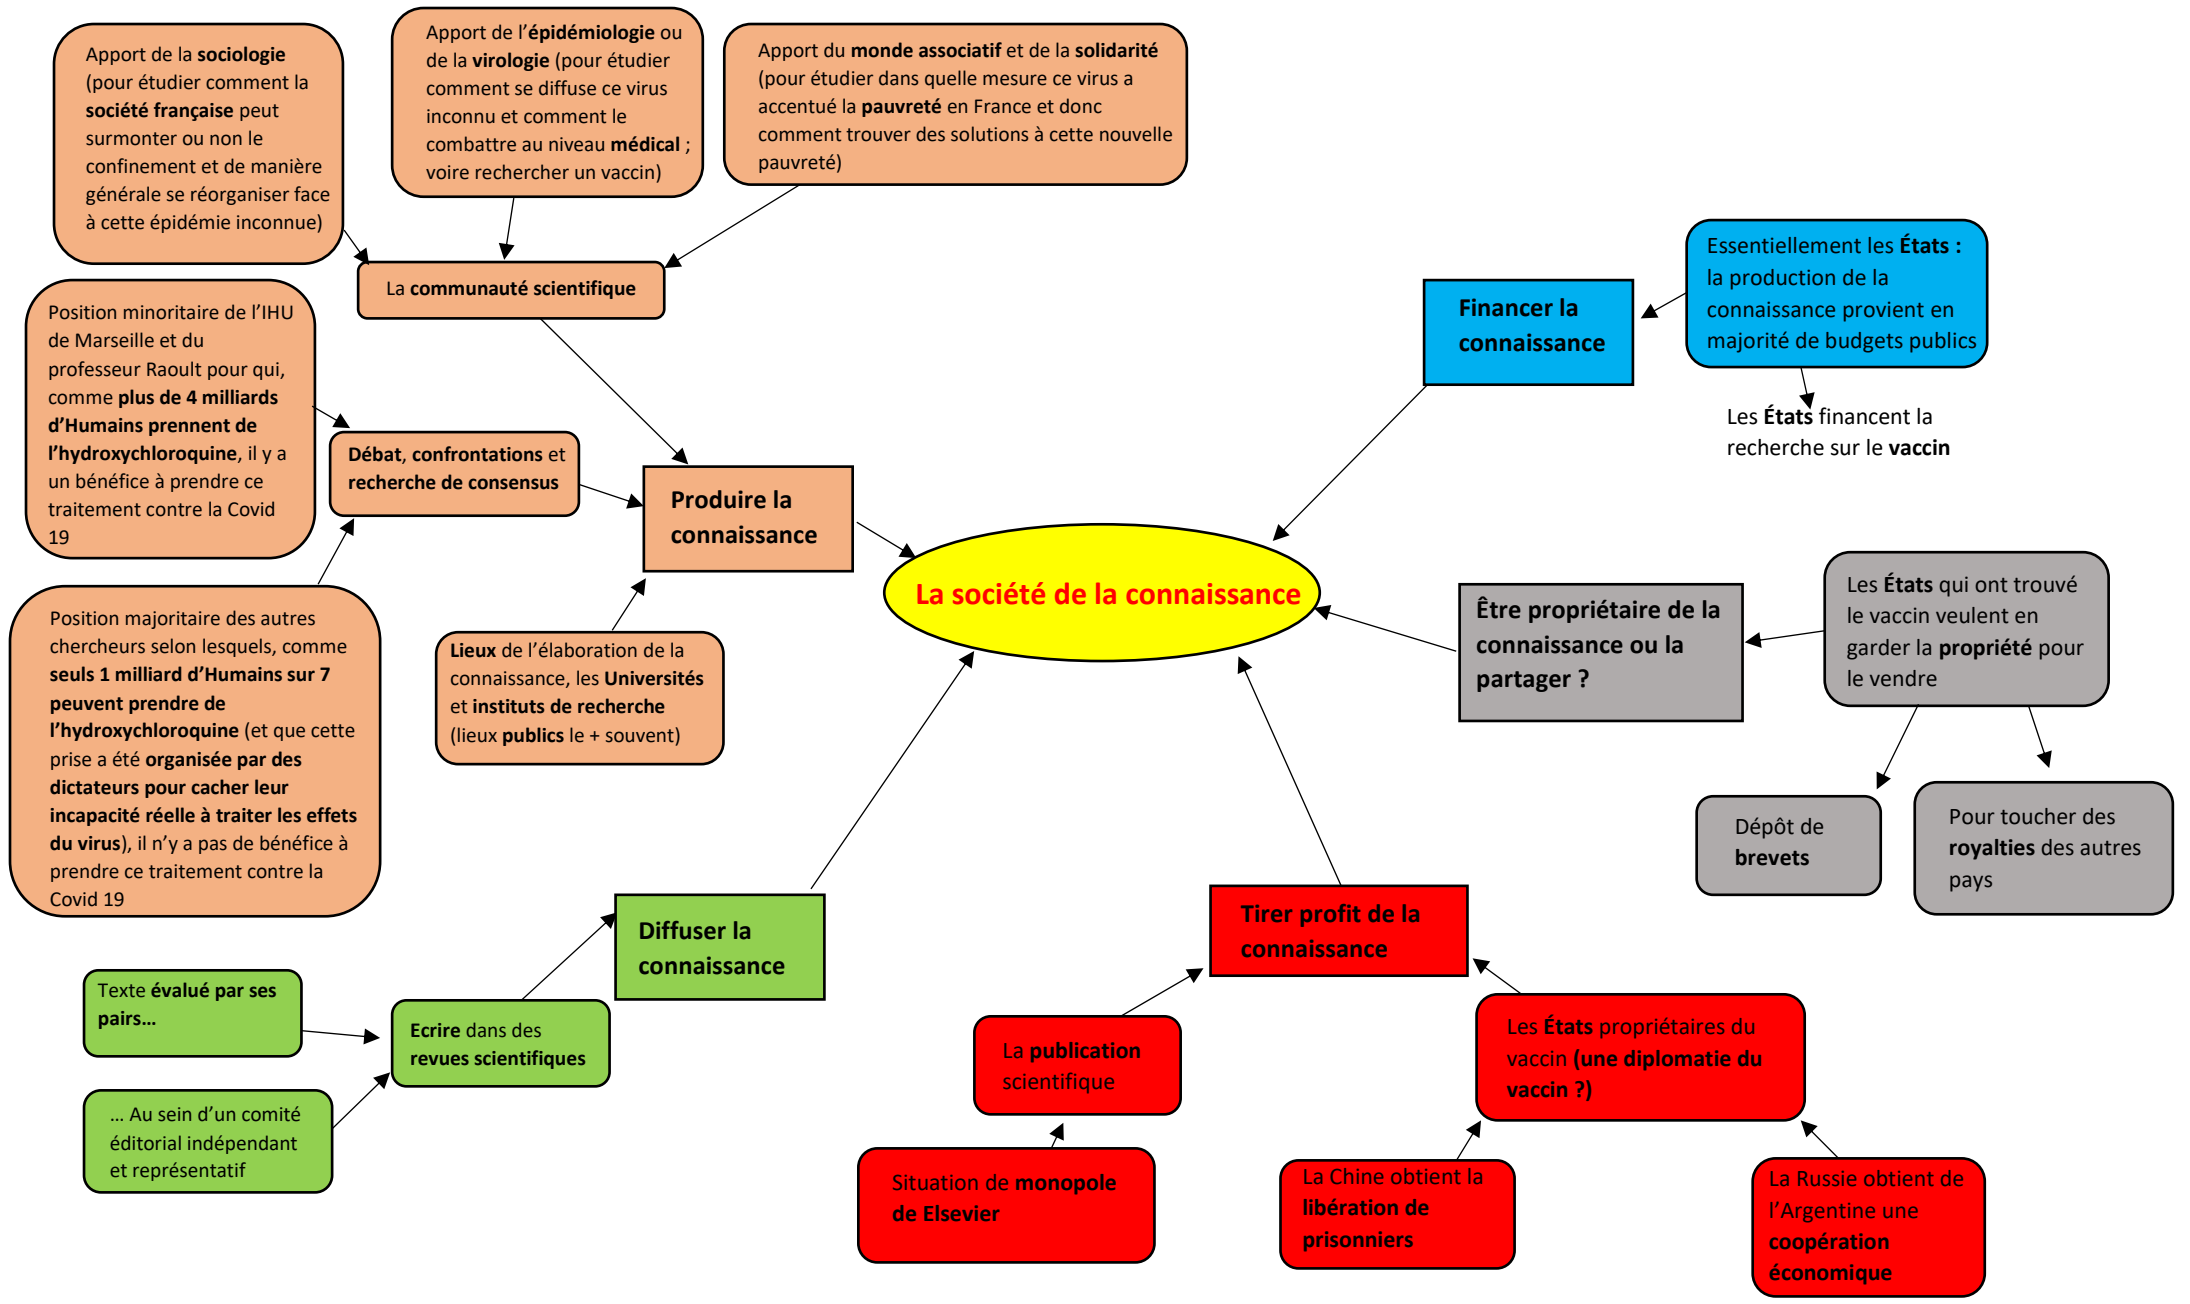 Apport de la sociologie
(pour étudier comment la
société française peut
surmonter ou non le
confinement et de manière
générale se réorganiser face
à cette épidémie inconnue)
Apport de l’épidémiologie ou
de la virologie (pour étudier
comment se diffuse ce virus
inconnu et comment le
combattre au niveau médical ;
voire rechercher un vaccin)
Apport du monde associatif et de la solidarité
(pour étudier dans quelle mesure ce virus a
accentué la pauvreté en France et donc
comment trouver des solutions à cette nouvelle
pauvreté)
La communauté scientifique
Position minoritaire de l’IHU
de Marseille et du
professeur Raoult pour qui,
comme plus de 4 milliards
d’Humains prennent de
l’hydroxychloroquine, il y a
un bénéfice à prendre ce
traitement contre la Covid
19
Débat, confrontations et
recherche de consensus
Produire la
connaissance
Position majoritaire des autres
chercheurs selon lesquels, comme
seuls 1 milliard d’Humains sur 7
peuvent prendre de
l’hydroxychloroquine (et que cette
prise a été organisée par des
dictateurs pour cacher leur
incapacité réelle à traiter les effets
du virus), il n’y a pas de bénéfice à
prendre ce traitement contre la
Covid 19
Lieux de l’élaboration de la
connaissance, les Universités
et instituts de recherche
(lieux publics le + souvent)
La société de la connaissance
Financer la
connaissance
Essentiellement les États :
la production de la
connaissance provient en
majorité de budgets publics
Les États financent la
recherche sur le vaccin
Être propriétaire de la
connaissance ou la
partager ?
Les États qui ont trouvé
le vaccin veulent en
garder la propriété pour
le vendre
Dépôt de
brevets
Pour toucher des
royalties des autres
pays
Diffuser la
connaissance
Texte évalué par ses
pairs…
Ecrire dans des
revues scientifiques
… Au sein d’un comité
éditorial indépendant
et représentatif
Tirer profit de la
connaissance
La publication
scientifique
Situation de monopole
de Elsevier
Les États propriétaires du
vaccin (une diplomatie du
vaccin ?)
La Chine obtient la
libération de
prisonniers
La Russie obtient de
l’Argentine une
coopération
économique